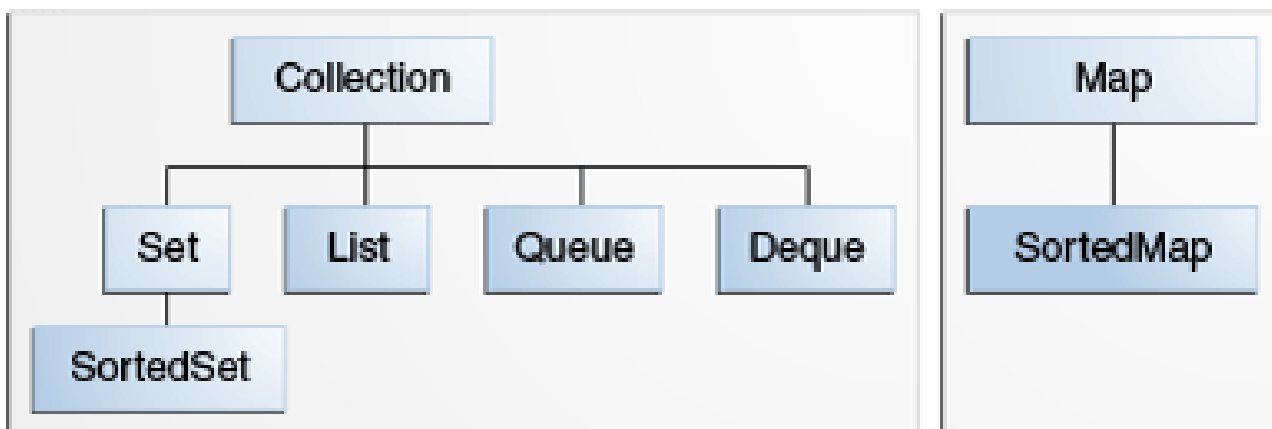 Collection
Map
Set
List
Queue
Deque
SortedMap
SortedSet